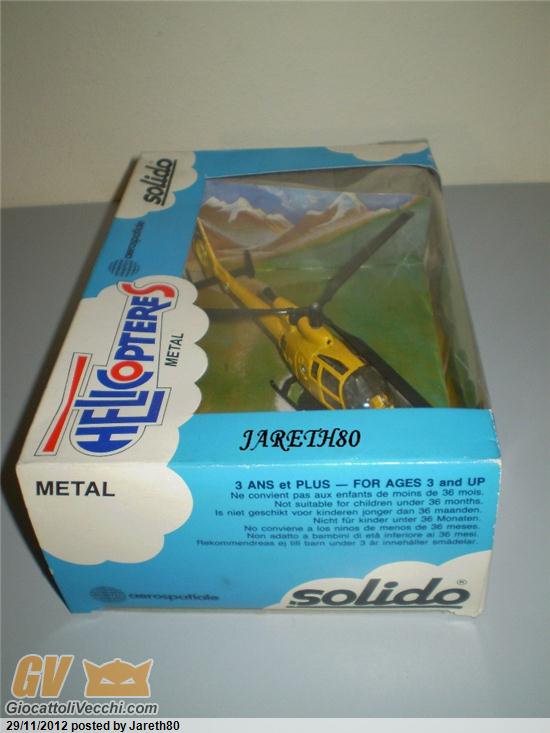 solido
aerospatiale
HELICOPTERES
METAL
JARETH80
METAL
3 ANS et PLUS — FOR AGES 3 and UP
Ne convient pas aux enfants de moins de 36 mois.
Not suitable for children under 36 months.
Is niet geschikt voor kinderen jonger dan 36 maanden.
Nicht für kinder unter 36 Monaten.
No conviene a los ninos de menos de 36 meses.
Non adatto a bambini di età inferiore ai 36 mesi.
Rekommendreas ej till barn under 3 år innehåller smådelar.
aerospatiale
solido®
GV
GiocattoliVecchi.com
29/11/2012 posted by Jareth80